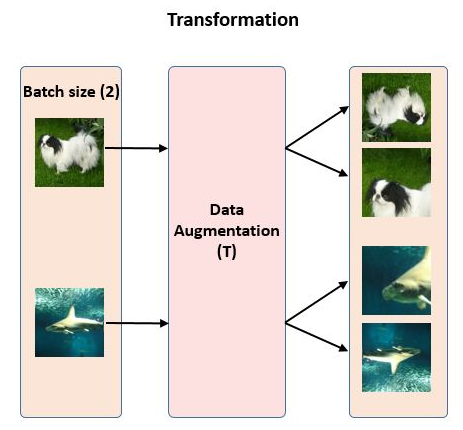 Transformation
Batch size (2)
Data
Augmentation
(T)